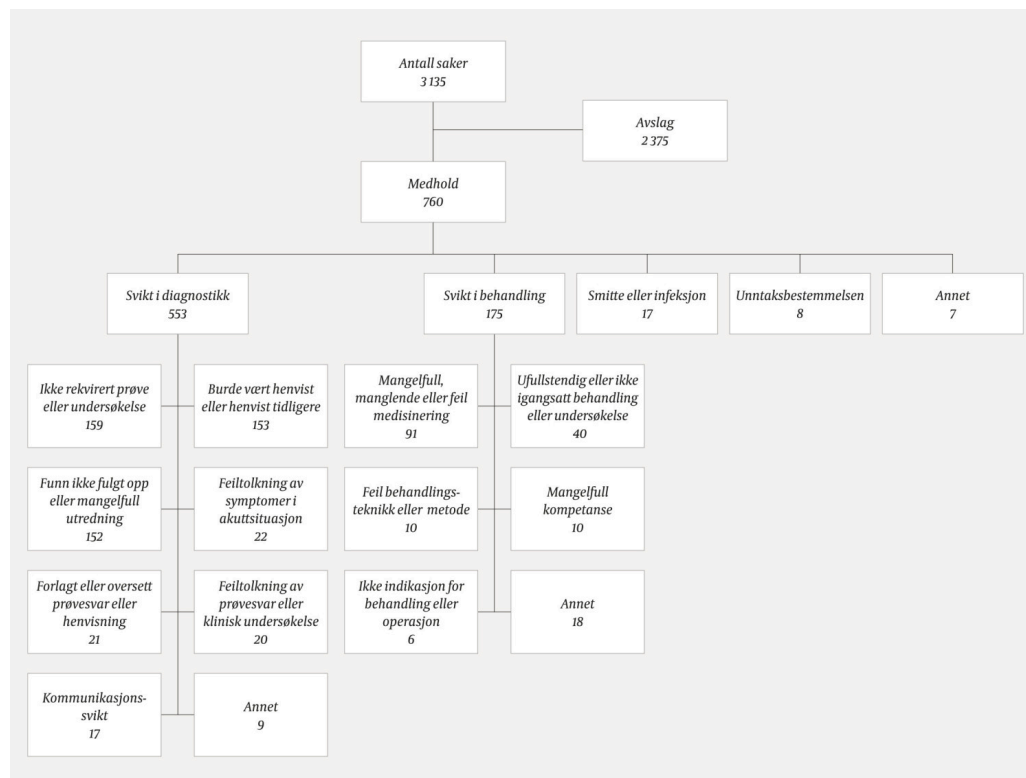 Antall saker
3 135
Avslag
2 375
Medhold
760
Svikt i diagnostikk
553
Svikt i behandling
175
Smitte eller infeksjon
17
Unntaksbestemmelsen
8
Annet
7
Ikke rekvirert prøve
eller undersøkelse
159
Burde vært henvist
eller henvist tidligere
153
Funn ikke fulgt opp
eller mangelfull
utredning
152
Feiltolkning av
symptomer i
akuttsituasjon
22
Forlagt eller oversett
prøvesvar eller
henvisning
21
Feiltolkning av
prøvesvar eller
klinisk undersøkelse
20
Kommunikasjons-
svikt
17
Annet
9
Mangelfull,
manglende eller feil
medisinering
91
Ufullstendig eller ikke
igangsatt behandling
eller undersøkelse
40
Feil behandlings-
teknikk eller metode
10
Mangelfull
kompetanse
10
Ikke indikasjon for
behandling eller
operasjon
6
Annet
18